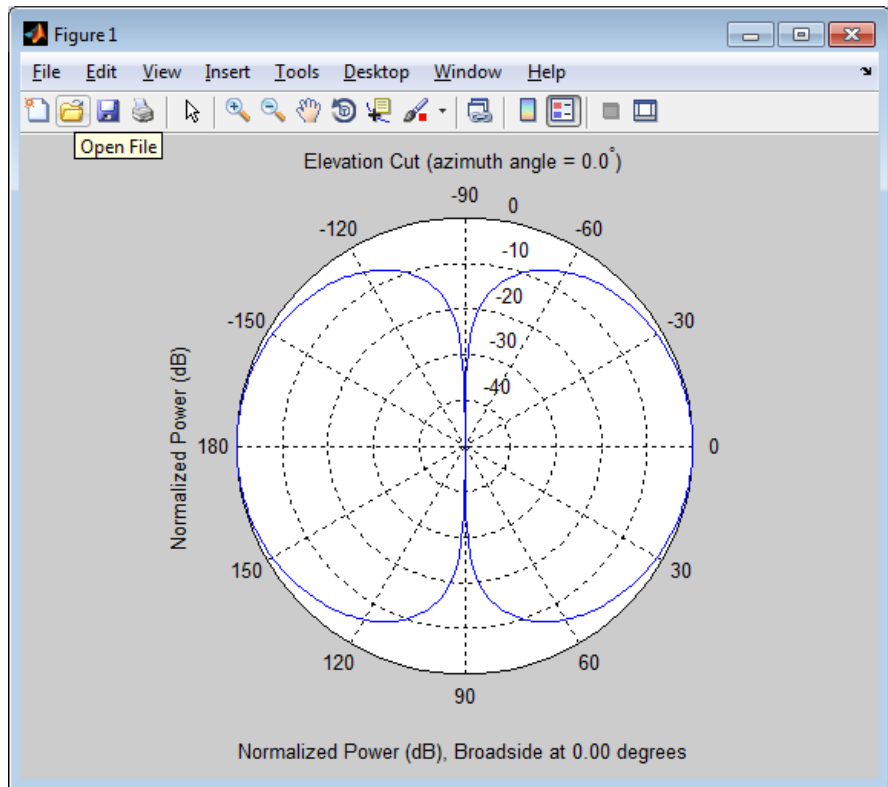 Figure 1
File Edit View Insert Tools Desktop Window Help
Open File
Elevation Cut (azimuth angle = 0.0°)
-90
0
-120
-60
-10
-20
-150
-30
-30
-40
Normalized Power (dB)
180
0
150
30
120
60
90
Normalized Power (dB), Broadside at 0.00 degrees